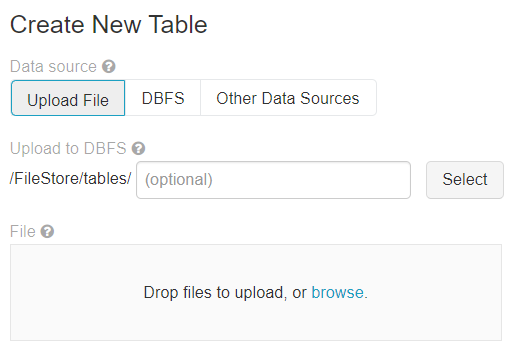 Create New Table
Data source
Upload File DBFS Other Data Sources
Upload to DBFS
/FileStore/tables/ (optional) Select
File
Drop files to upload, or browse.